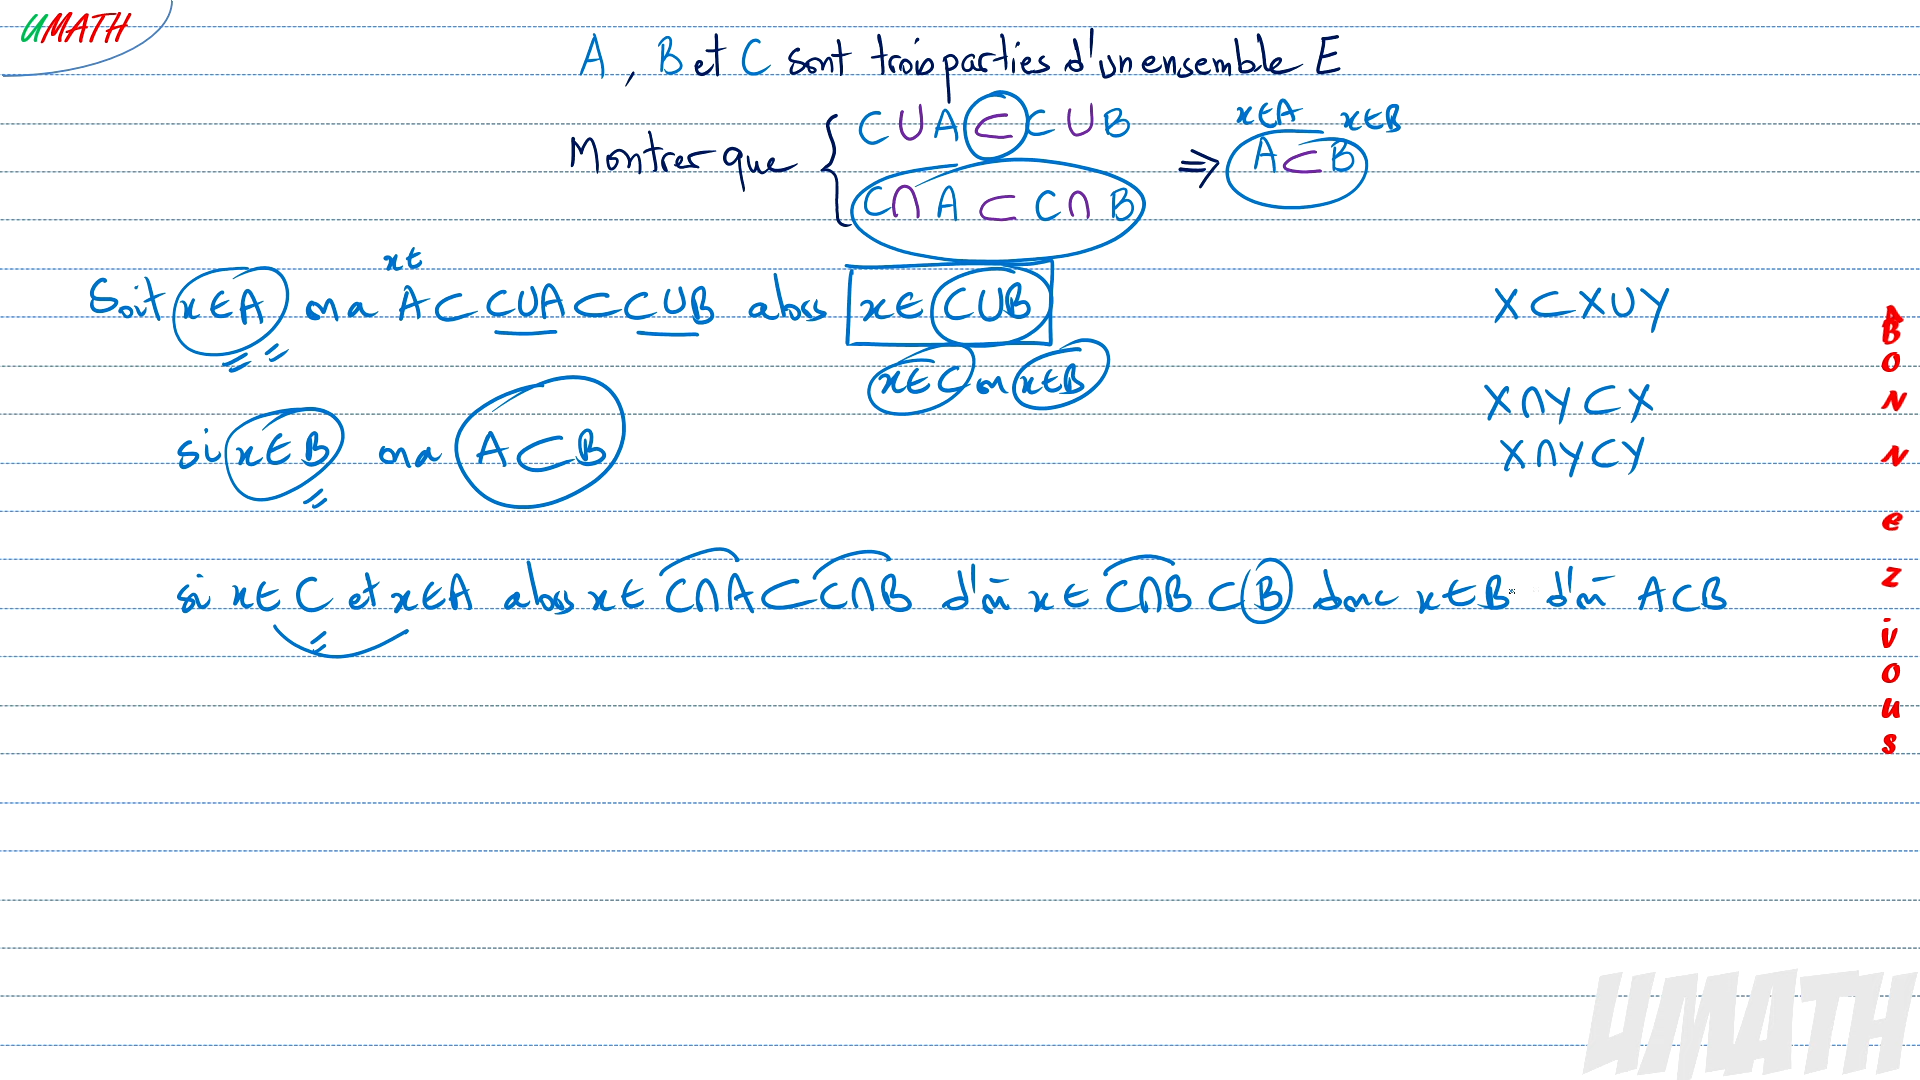 UMATH
A, B et C sont trois parties d'un ensemble E
x∈A x∈B
C∪A⊂C∪B
Montrer que ⇒ A⊂B
C∩A⊂C∩B
x∈
Soit x∈A on a A⊂C∪A⊂C∪B alors x∈C∪B X⊂X∪Y
x∈C ou x∈B
X∩Y⊂X
si x∈B on a A⊂B X∩Y⊂Y
si x∈C et x∈A alors x∈C∩A⊂C∩B d'où x∈C∩B⊂B donc x∈B d'où A⊂B
ABONNeZ vous
UMATH